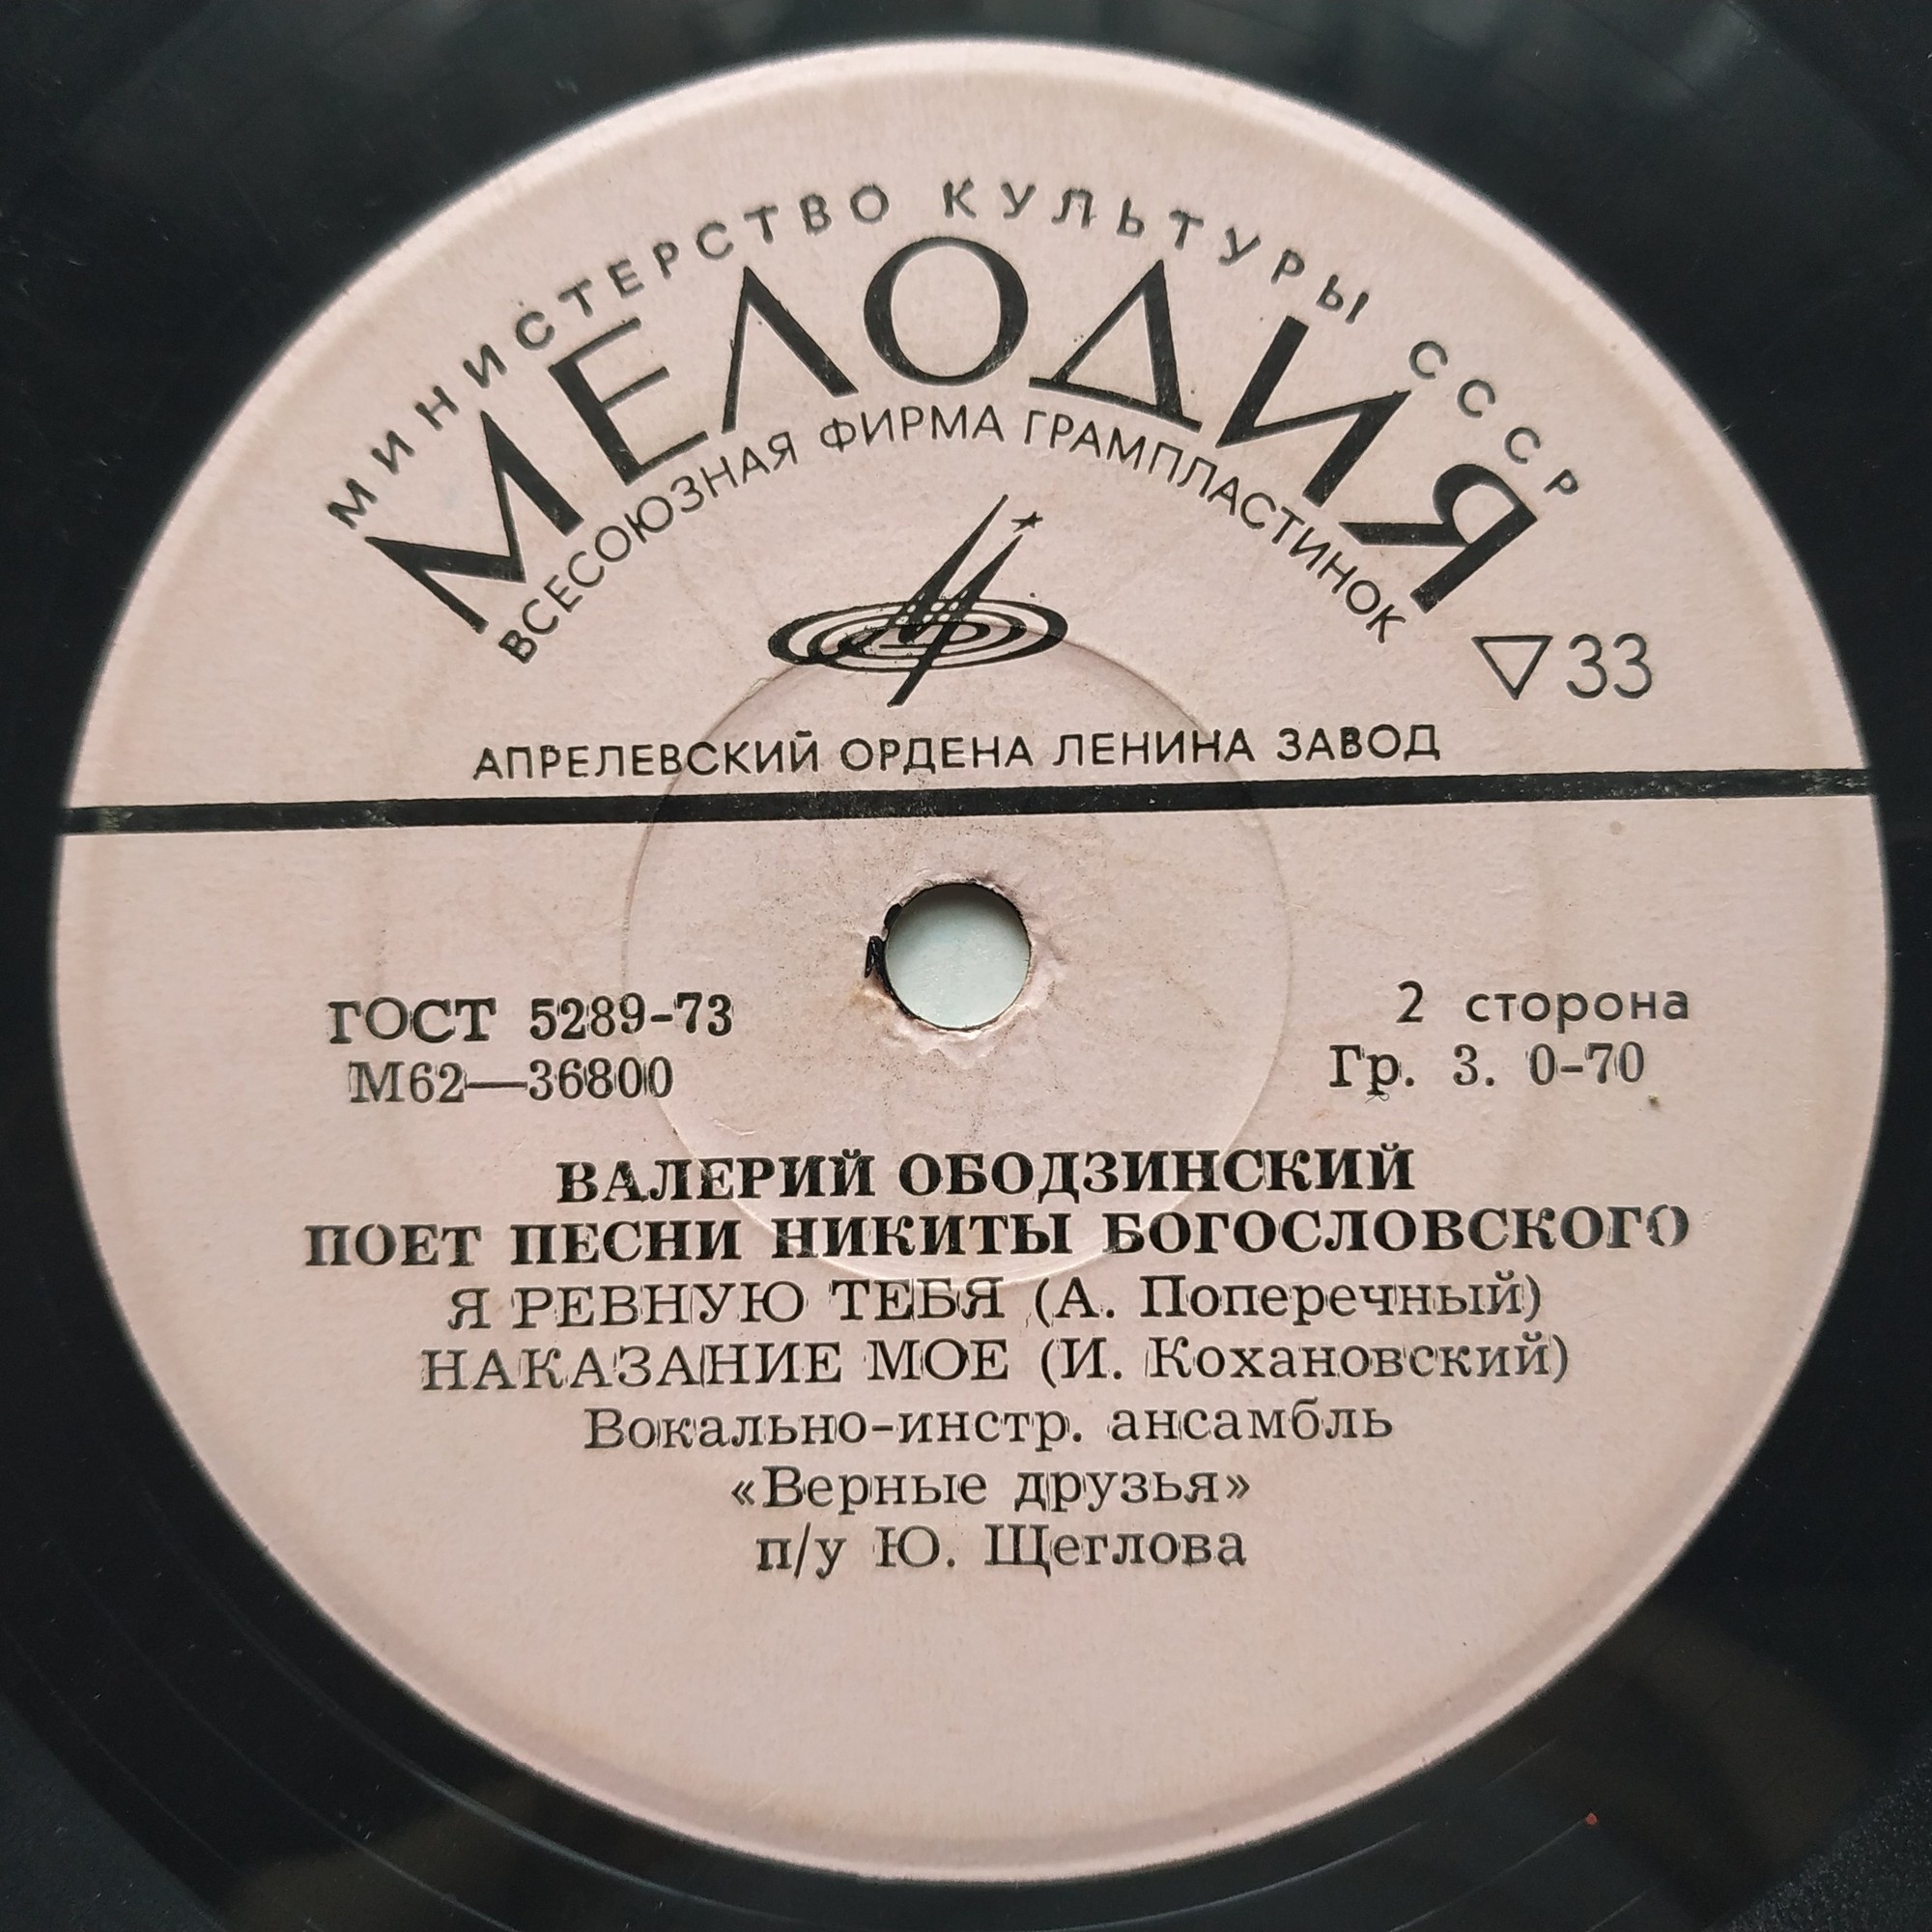 МИНИСТЕРСТВО КУЛЬТУРЫ СССР
МЕЛОДИЯ
ВСЕСОЮЗНАЯ ФИРМА ГРАМПЛАСТИНОК
▽33
АПРЕЛЕВСКИЙ ОРДЕНА ЛЕНИНА ЗАВОД
ГОСТ 5289-73
М62—36800
2 сторона
Гр. 3. 0-70
ВАЛЕРИЙ ОБОДЗИНСКИЙ
ПОЕТ ПЕСНИ НИКИТЫ БОГОСЛОВСКОГО
Я РЕВНУЮ ТЕБЯ (А. Поперечный)
НАКАЗАНИЕ МОЕ (И. Кохановский)
Вокально-инстр. ансамбль
«Верные друзья»
п/у Ю. Щеглова